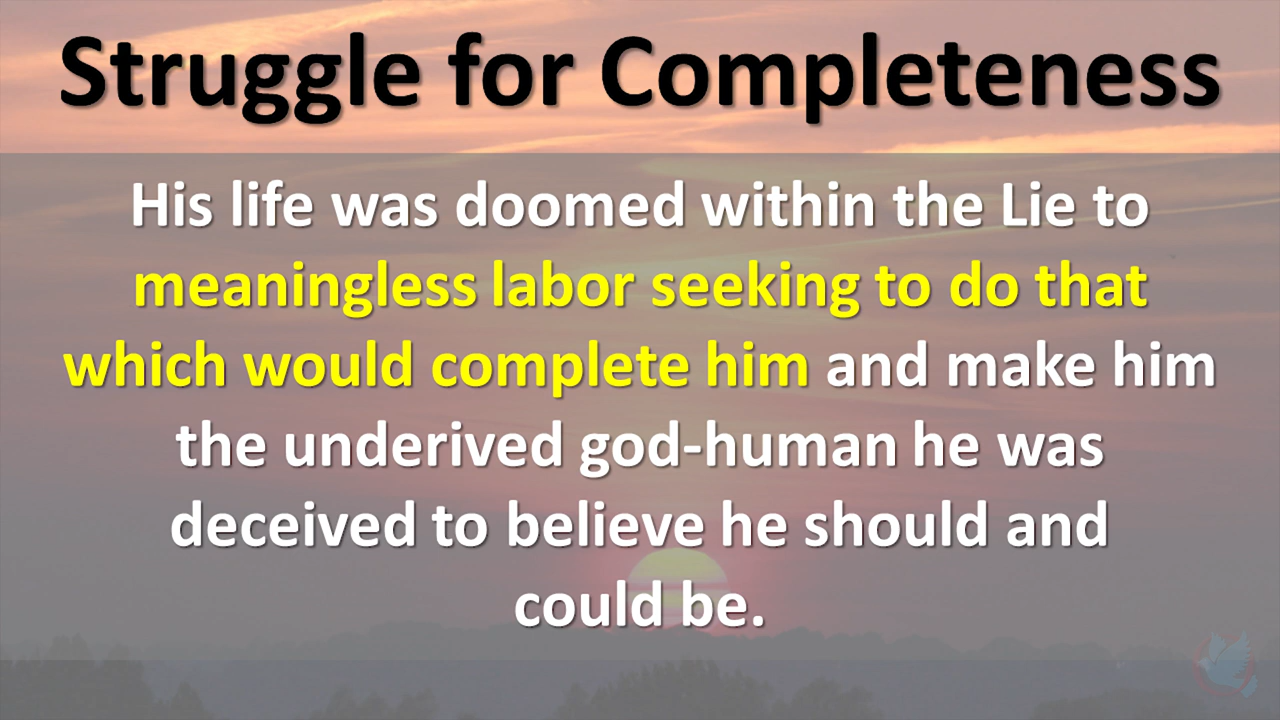 Struggle for Completeness
His life was doomed within the Lie to
meaningless labor seeking to do that
which would complete him and make him
the underived god-human he was
deceived to believe he should and
could be.